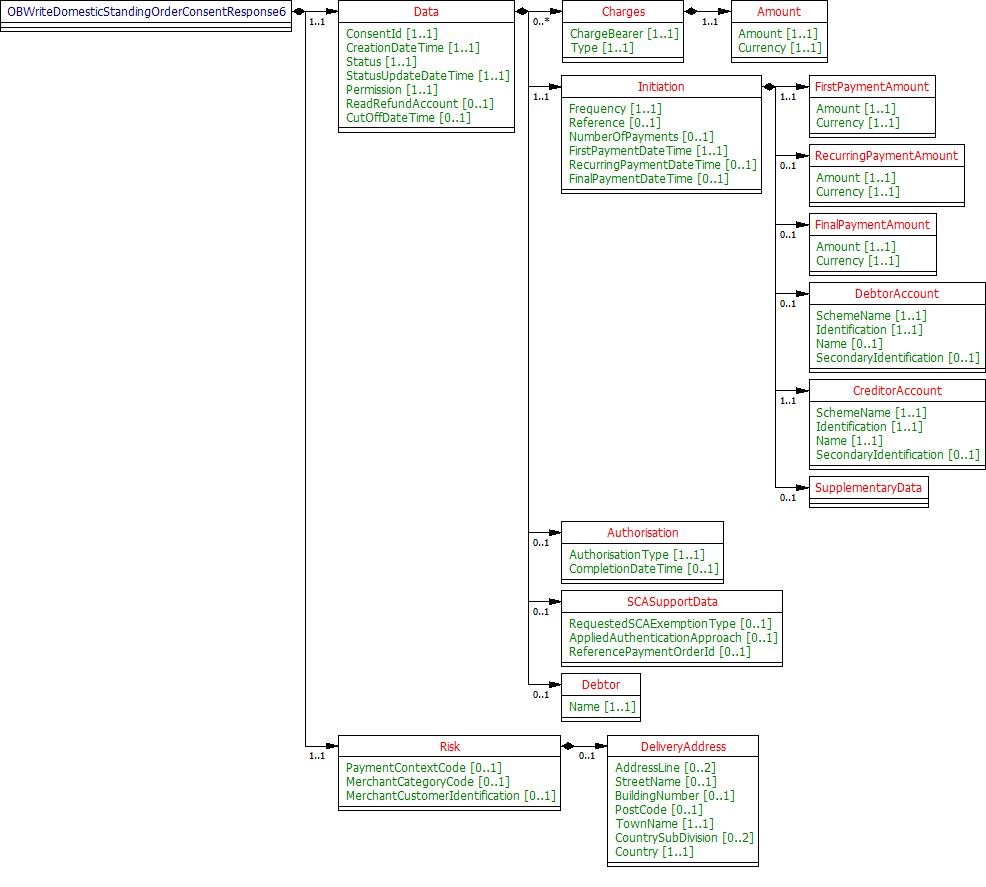 OBWriteDomesticStandingOrderConsentResponse6
1..1
Data
ConsentId [1..1]
CreationDateTime [1..1]
Status [1..1]
StatusUpdateDateTime [1..1]
Permission [1..1]
ReadRefundAccount [0..1]
CutOffDateTime [0..1]
0..*
Charges
ChargeBearer [1..1]
Type [1..1]
1..1
Amount
Amount [1..1]
Currency [1..1]
1..1
Initiation
Frequency [1..1]
Reference [0..1]
NumberOfPayments [0..1]
FirstPaymentDateTime [1..1]
RecurringPaymentDateTime [0..1]
FinalPaymentDateTime [0..1]
1..1
FirstPaymentAmount
Amount [1..1]
Currency [1..1]
0..1
RecurringPaymentAmount
Amount [1..1]
Currency [1..1]
0..1
FinalPaymentAmount
Amount [1..1]
Currency [1..1]
0..1
DebtorAccount
SchemeName [1..1]
Identification [1..1]
Name [0..1]
SecondaryIdentification [0..1]
1..1
CreditorAccount
SchemeName [1..1]
Identification [1..1]
Name [1..1]
SecondaryIdentification [0..1]
0..1
SupplementaryData
0..1
Authorisation
AuthorisationType [1..1]
CompletionDateTime [0..1]
0..1
SCASupportData
RequestedSCAExemptionType [0..1]
AppliedAuthenticationApproach [0..1]
ReferencePaymentOrderId [0..1]
0..1
Debtor
Name [1..1]
1..1
Risk
PaymentContextCode [0..1]
MerchantCategoryCode [0..1]
MerchantCustomerIdentification [0..1]
0..1
DeliveryAddress
AddressLine [0..2]
StreetName [0..1]
BuildingNumber [0..1]
PostCode [0..1]
TownName [1..1]
CountrySubDivision [0..2]
Country [1..1]